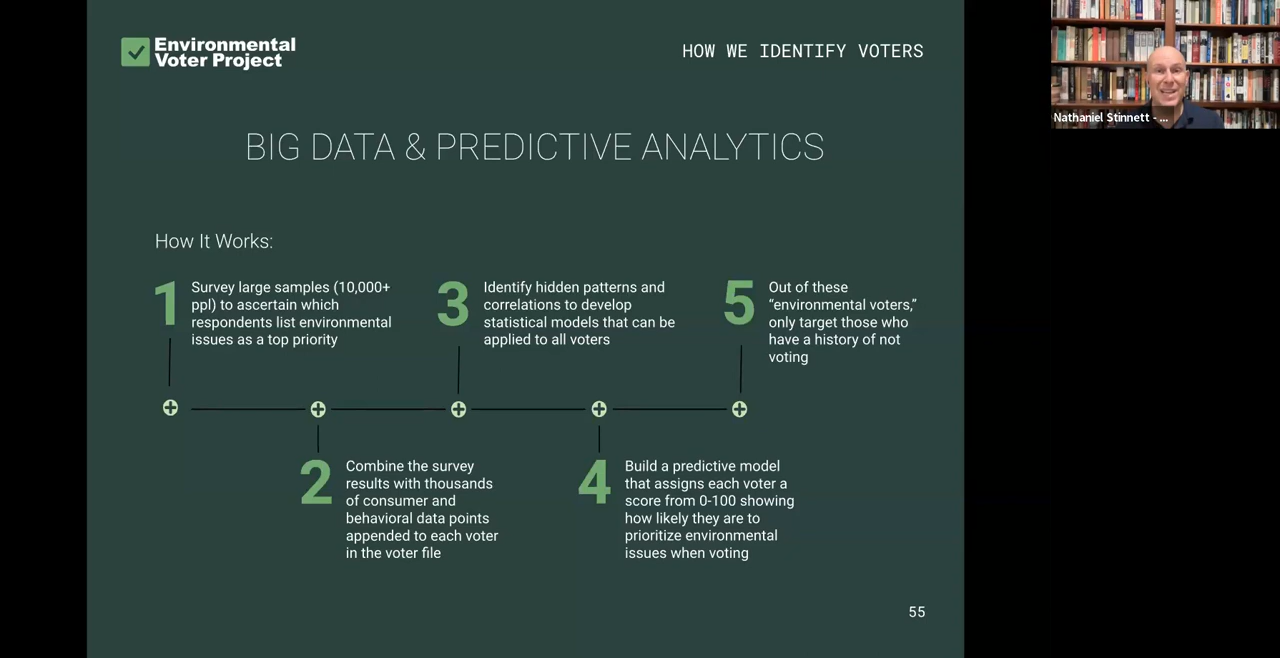 Environmental
Voter Project
HOW WE IDENTIFY VOTERS
Nathaniel Stinnett - ...
BIG DATA & PREDICTIVE ANALYTICS
How It Works:
1
Survey large samples (10,000+
ppl) to ascertain which
respondents list environmental
issues as a top priority
3
Identify hidden patterns and
correlations to develop
statistical models that can be
applied to all voters
5
Out of these
“environmental voters,”
only target those who
have a history of not
voting
2
Combine the survey
results with thousands
of consumer and
behavioral data points
appended to each voter
in the voter file
4
Build a predictive model
that assigns each voter a
score from 0-100 showing
how likely they are to
prioritize environmental
issues when voting
55